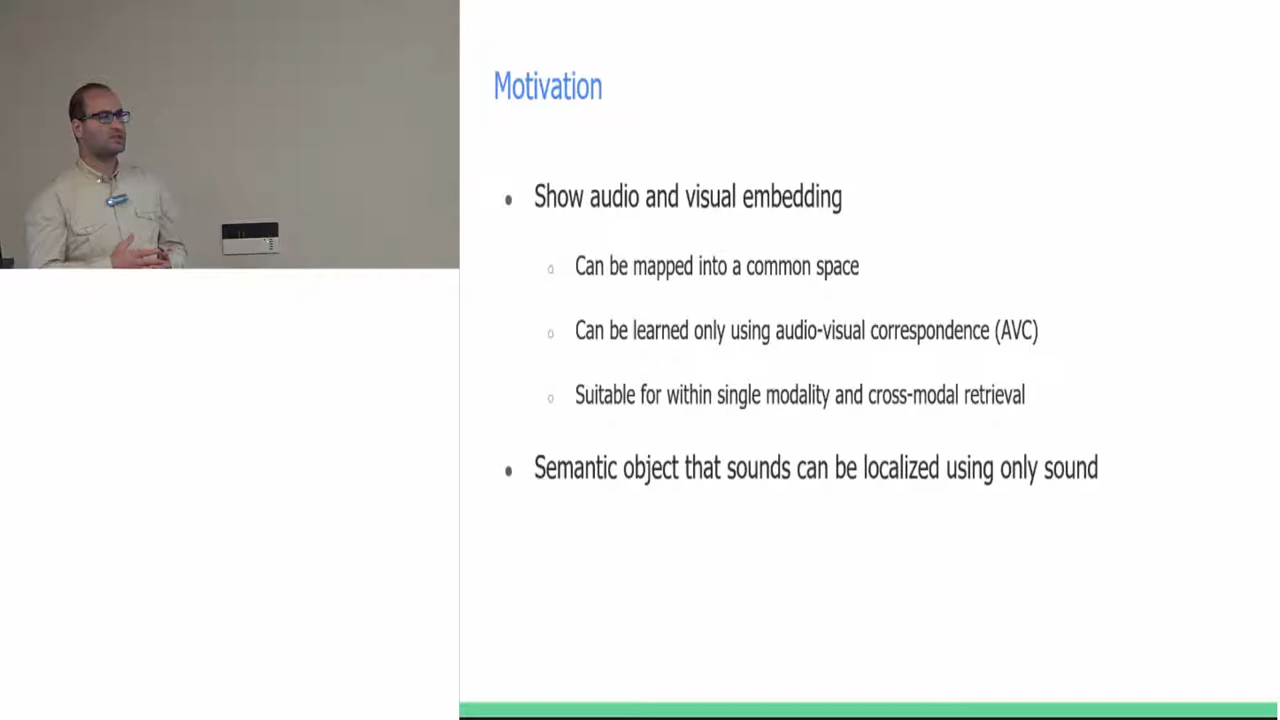 Motivation
• Show audio and visual embedding
○ Can be mapped into a common space
○ Can be learned only using audio-visual correspondence (AVC)
○ Suitable for within single modality and cross-modal retrieval
• Semantic object that sounds can be localized using only sound